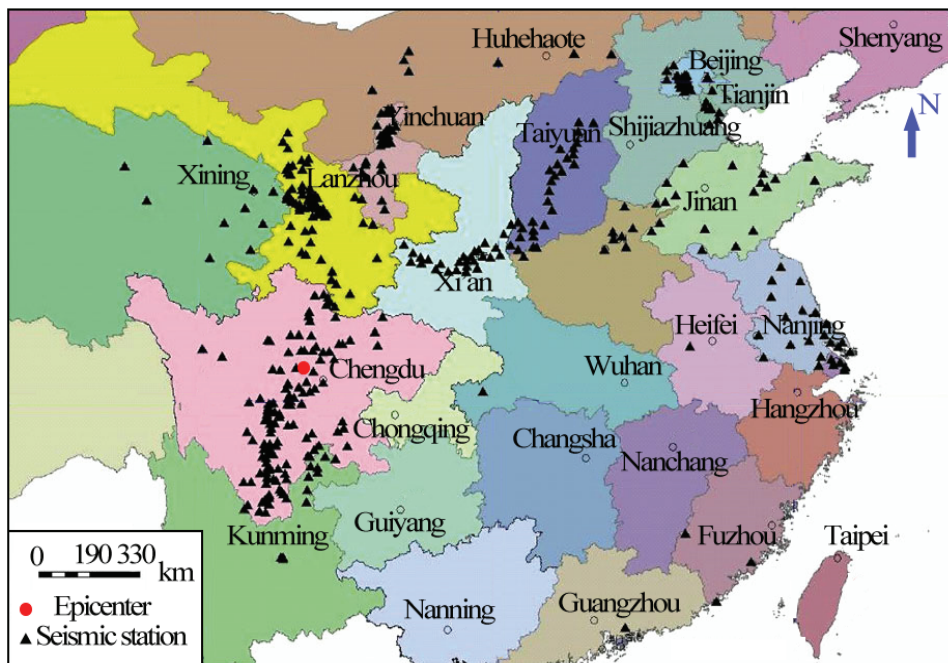 Huhehaote
Shenyang
Beijing
Tianjin
N
Yinchuan
Taiyuan
Shijiazhuang
Xining
Lanzhou
Jinan
Xi'an
Heifei
Nanjing
Chengdu
Wuhan
Hangzhou
Chongqing
Changsha
Nanchang
Guiyang
Kunming
Fuzhou
Taipei
Nanning
Guangzhou
0 190 330
km
Epicenter
Seismic station